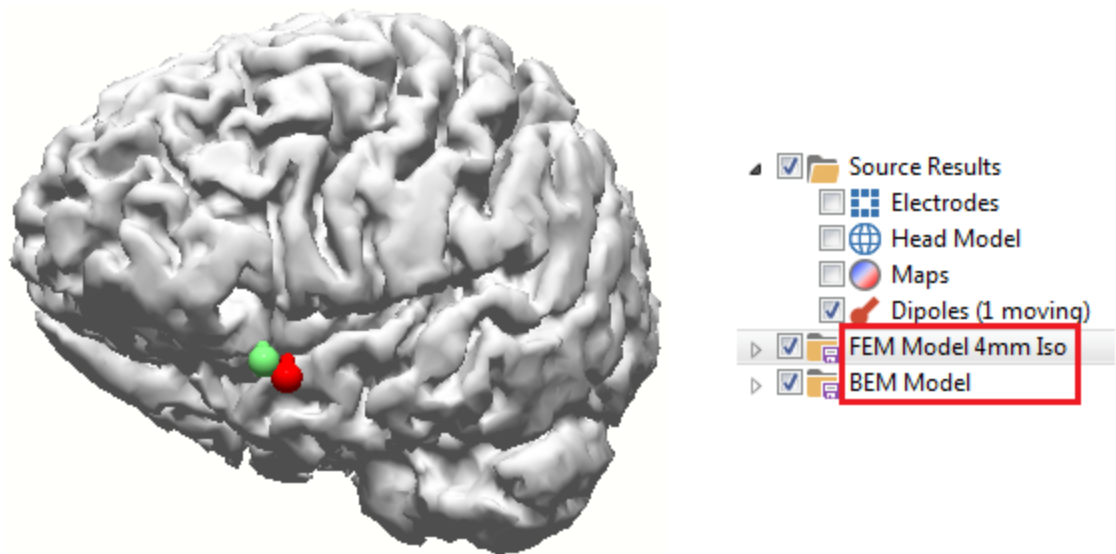 Source Results
Electrodes
Head Model
Maps
Dipoles (1 moving)
FEM Model 4mm Iso
BEM Model